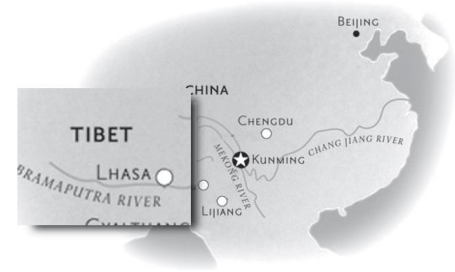 BEIJING
CHINA
CHENGDU
TIBET
LHASA
BRAMAPUTRA RIVER
MEKONG RIVER
KUNMING
CHANG JIANG RIVER
LIJIANG